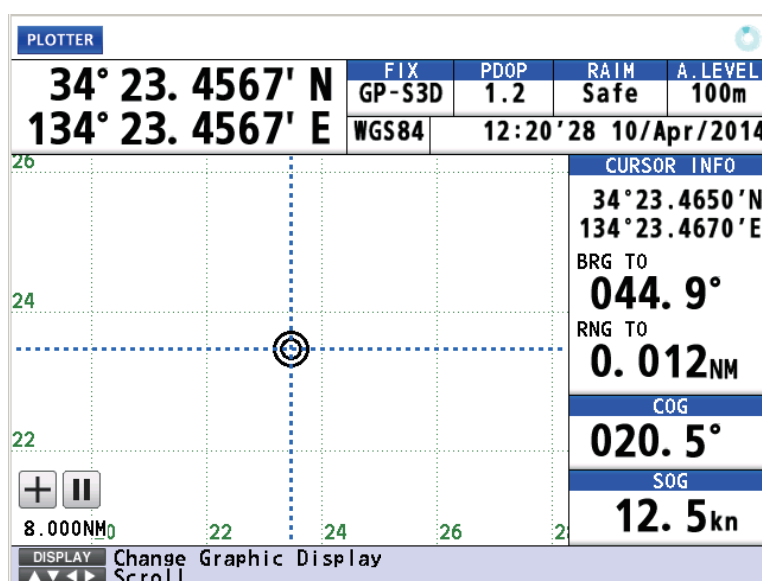 PLOTTER
34° 23. 4567' N
134° 23. 4567' E
FIX PDOP RAIM A.LEVEL
GP-S3D 1.2 Safe 100m
WGS84 12:20'28 10/Apr/2014
CURSOR INFO
34°23.4650'N
134°23.4670'E
BRG TO
044. 9°
RNG TO
0. 012NM
COG
020. 5°
SOG
12. 5kn
26
24
22
8.000NM
22 24 26
DISPLAY Change Graphic Display
Scroll